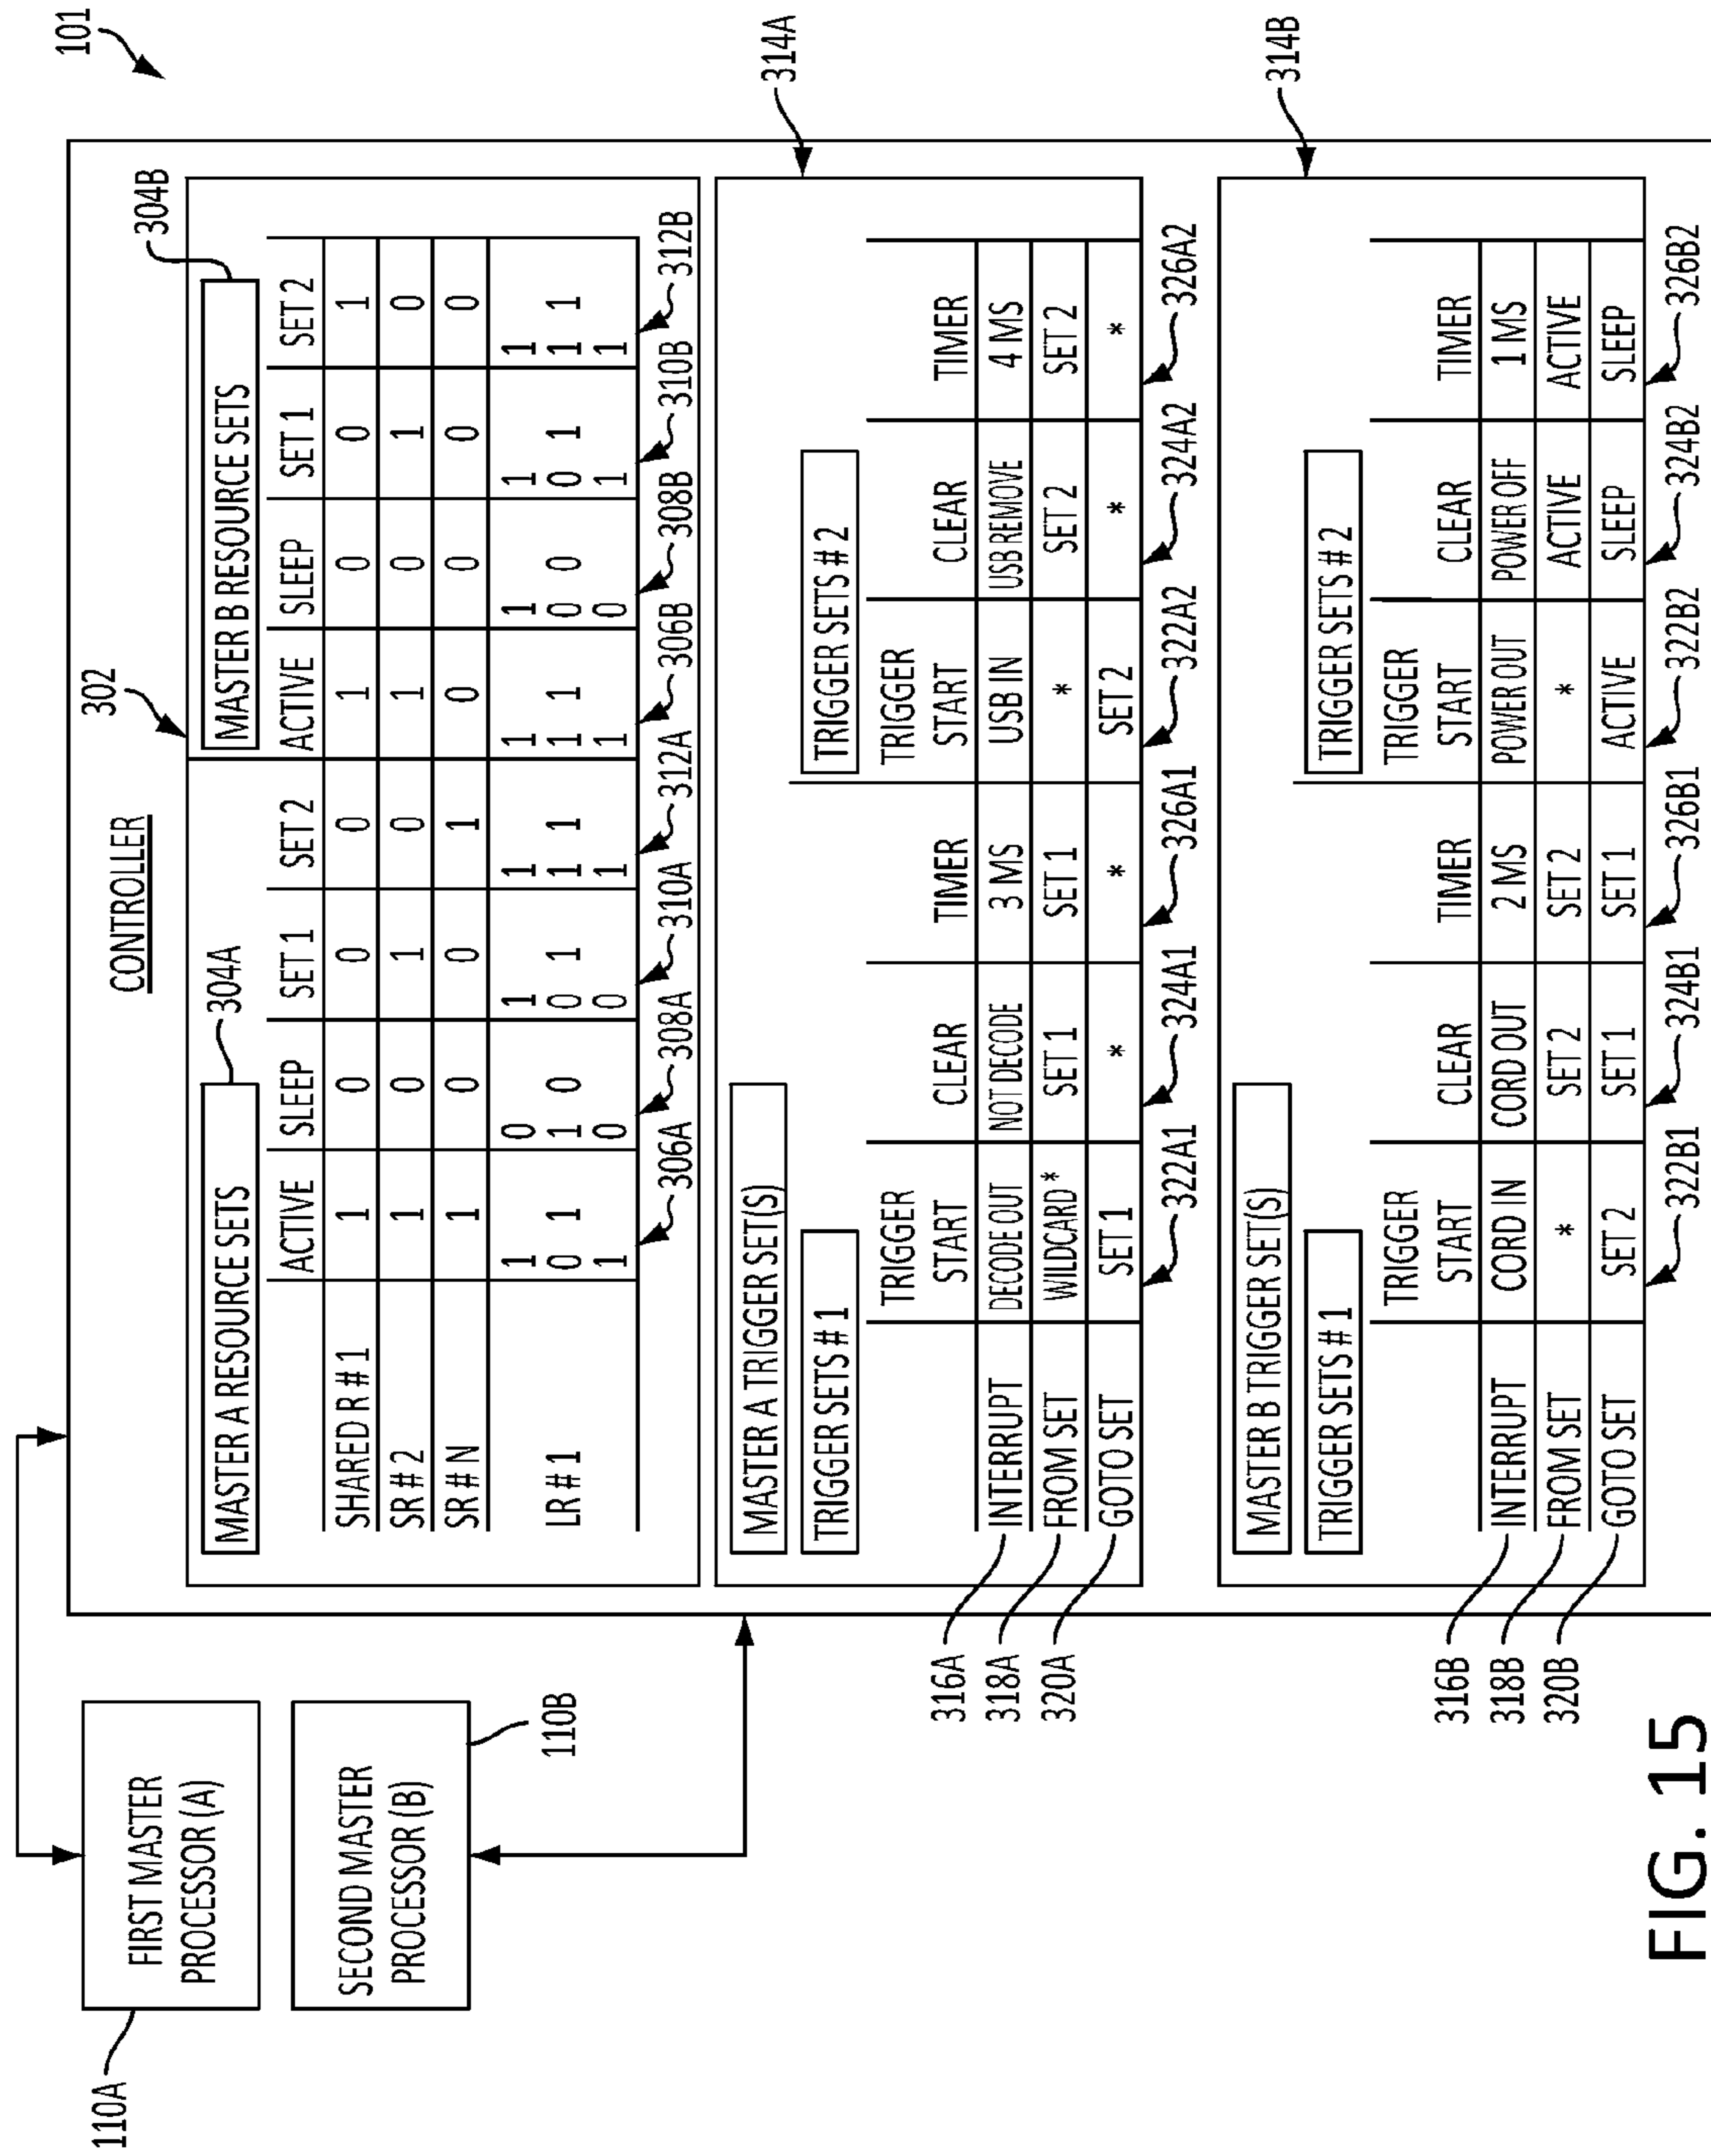 101
110A
FIRST MASTER
PROCESSOR (A)
SECOND MASTER
PROCESSOR (B)
110B
CONTROLLER
302
304A
304B
MASTER A RESOURCE SETS
MASTER B RESOURCE SETS
ACTIVE SLEEP SET 1 SET 2 ACTIVE SLEEP SET 1 SET 2
SHARED R # 1 1 0 0 0 1 0 0 1
SR # 2 1 0 1 0 1 0 1 0
SR # N 1 0 0 1 0 0 0 0
1 0 1 1 1 1 1 1
LR # 1 0 1 1 0 0 1 1 1 1 1 0 0 0 1 1 1
1 0 0 1 1 0 1 1
306A 308A 310A 312A 306B 308B 310B 312B
MASTER A TRIGGER SET(S)
314A
TRIGGER SETS # 1
TRIGGER SETS # 2
TRIGGER TRIGGER
START CLEAR TIMER START CLEAR TIMER
316A INTERRUPT DECODE OUT NOT DECODE 3 MS USB IN USB REMOVE 4 MS
318A FROM SET WILDCARD * SET 1 SET 1 * SET 2 SET 2
320A GOTO SET SET 1 * * SET 2 * *
322A1 324A1 326A1 322A2 324A2 326A2
MASTER B TRIGGER SET(S)
314B
TRIGGER SETS # 1
TRIGGER SETS # 2
TRIGGER TRIGGER
START CLEAR TIMER START CLEAR TIMER
316B INTERRUPT CORD IN CORD OUT 2 MS POWER OUT POWER OFF 1 MS
318B FROM SET * SET 2 SET 2 * ACTIVE ACTIVE
320B GOTO SET SET 2 SET 1 SET 1 ACTIVE SLEEP SLEEP
322B1 324B1 326B1 322B2 324B2 326B2
FIG. 15